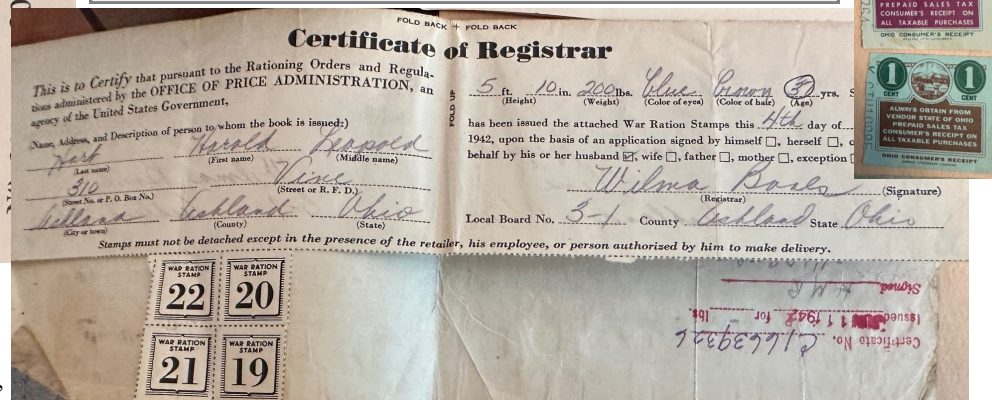 FOLD BACK + FOLD BACK
Certificate of Registrar
This is to Certify that pursuant to the Rationing Orders and Regula-
tions administered by the OFFICE OF PRICE ADMINISTRATION, an
agency of the United States Government,
(Name, Address, and Description of person to whom the book is issued:)
Harold Leopold
(Last name) (First name) (Middle name)
310 Vine
(Street No. or P. O. Box No.) (Street or R. F. D.)
Ashland Ashland Ohio
(City or town) (County) (State)
FOLD UP
5 ft. 10 in. 200 lbs. blue brown yrs. S
(Height) (Weight) (Color of eyes) (Color of hair) (Age)
has been issued the attached War Ration Stamps this 4th day of
1942, upon the basis of an application signed by himself ☐, herself ☐, o
behalf by his or her husband ☑, wife ☐, father ☐, mother ☐, exception
Wilma (Signature)
(Registrar)
Local Board No. 3-1 County Ashland State Ohio
Stamps must not be detached except in the presence of the retailer, his employee, or person authorized by him to make delivery.
WAR RATION
STAMP
22
WAR RATION
STAMP
20
WAR RATION
STAMP
21
WAR RATION
STAMP
19
Certificate No. C1663932
Issued 1 1942 for lbs.
Signed
PREPAID SALES TAX
CONSUMER'S RECEIPT ON
ALL TAXABLE PURCHASES
OHIO CONSUMER'S RECEIPT
1 CENT 1 CENT
ALWAYS OBTAIN FROM
VENDOR STATE OF OHIO
PREPAID SALES TAX
CONSUMER'S RECEIPT ON
ALL TAXABLE PURCHASES
OHIO CONSUMER'S RECEIPT